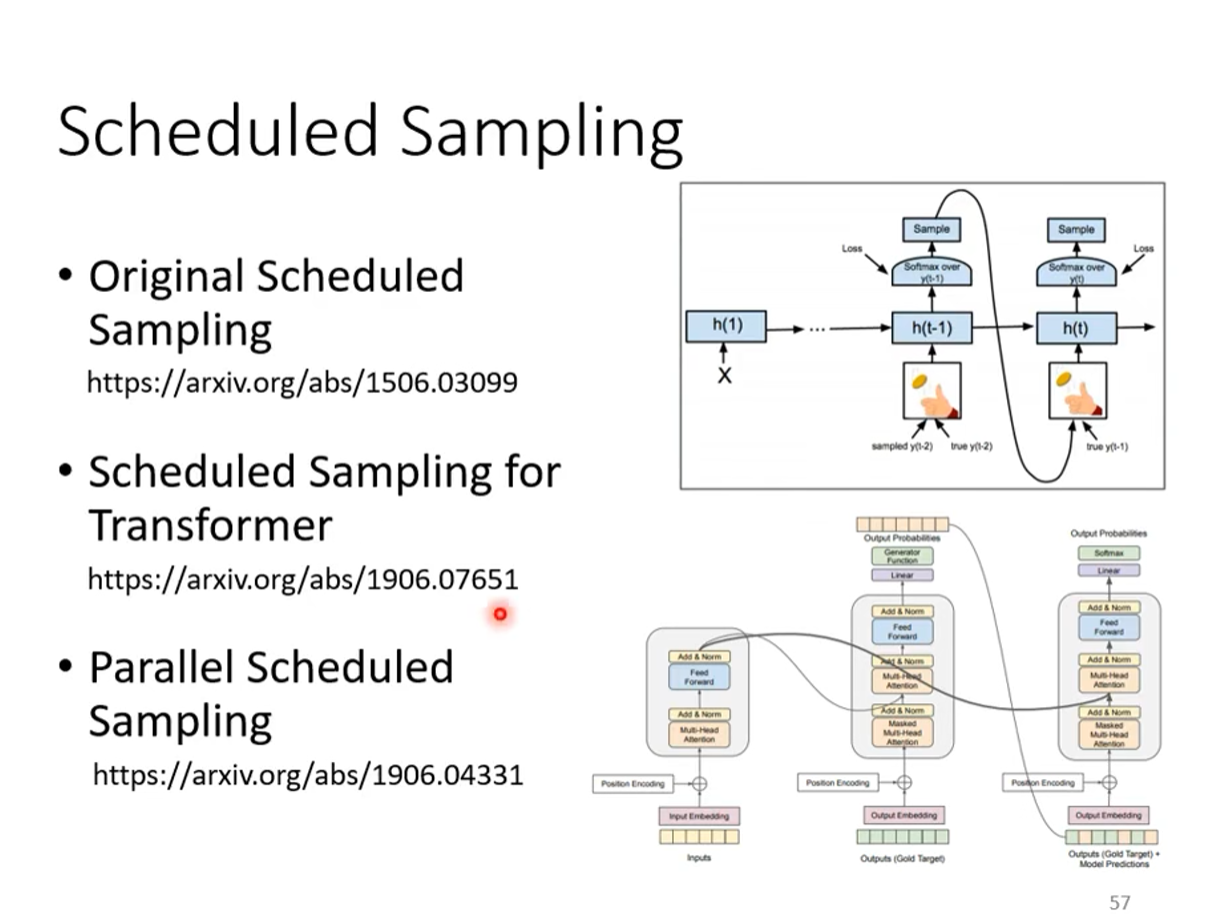 Scheduled Sampling
• Original Scheduled
Sampling
https://arxiv.org/abs/1506.03099
• Scheduled Sampling for
Transformer
https://arxiv.org/abs/1906.07651
• Parallel Scheduled
Sampling
https://arxiv.org/abs/1906.04331
Sample
Sample
Loss
Loss
Softmax over
y(t-1)
Softmax over
y(t)
h(1)
...
h(t-1)
h(t)
X
sampled y(t-2)
true y(t-2)
true y(t-1)
Output Probabilities
Generator
Function
Linear
Add & Norm
Feed
Forward
Add & Norm
Multi-Head
Attention
Add & Norm
Masked
Multi-Head
Attention
Position Encoding
Output Embedding
Outputs (Gold Target)
Output Probabilities
Softmax
Linear
Add & Norm
Feed
Forward
Add & Norm
Multi-Head
Attention
Add & Norm
Masked
Multi-Head
Attention
Position Encoding
Output Embedding
Outputs (Gold Target) +
Model Predictions
Add & Norm
Feed
Forward
Add & Norm
Multi-Head
Attention
Position Encoding
Input Embedding
Inputs
57